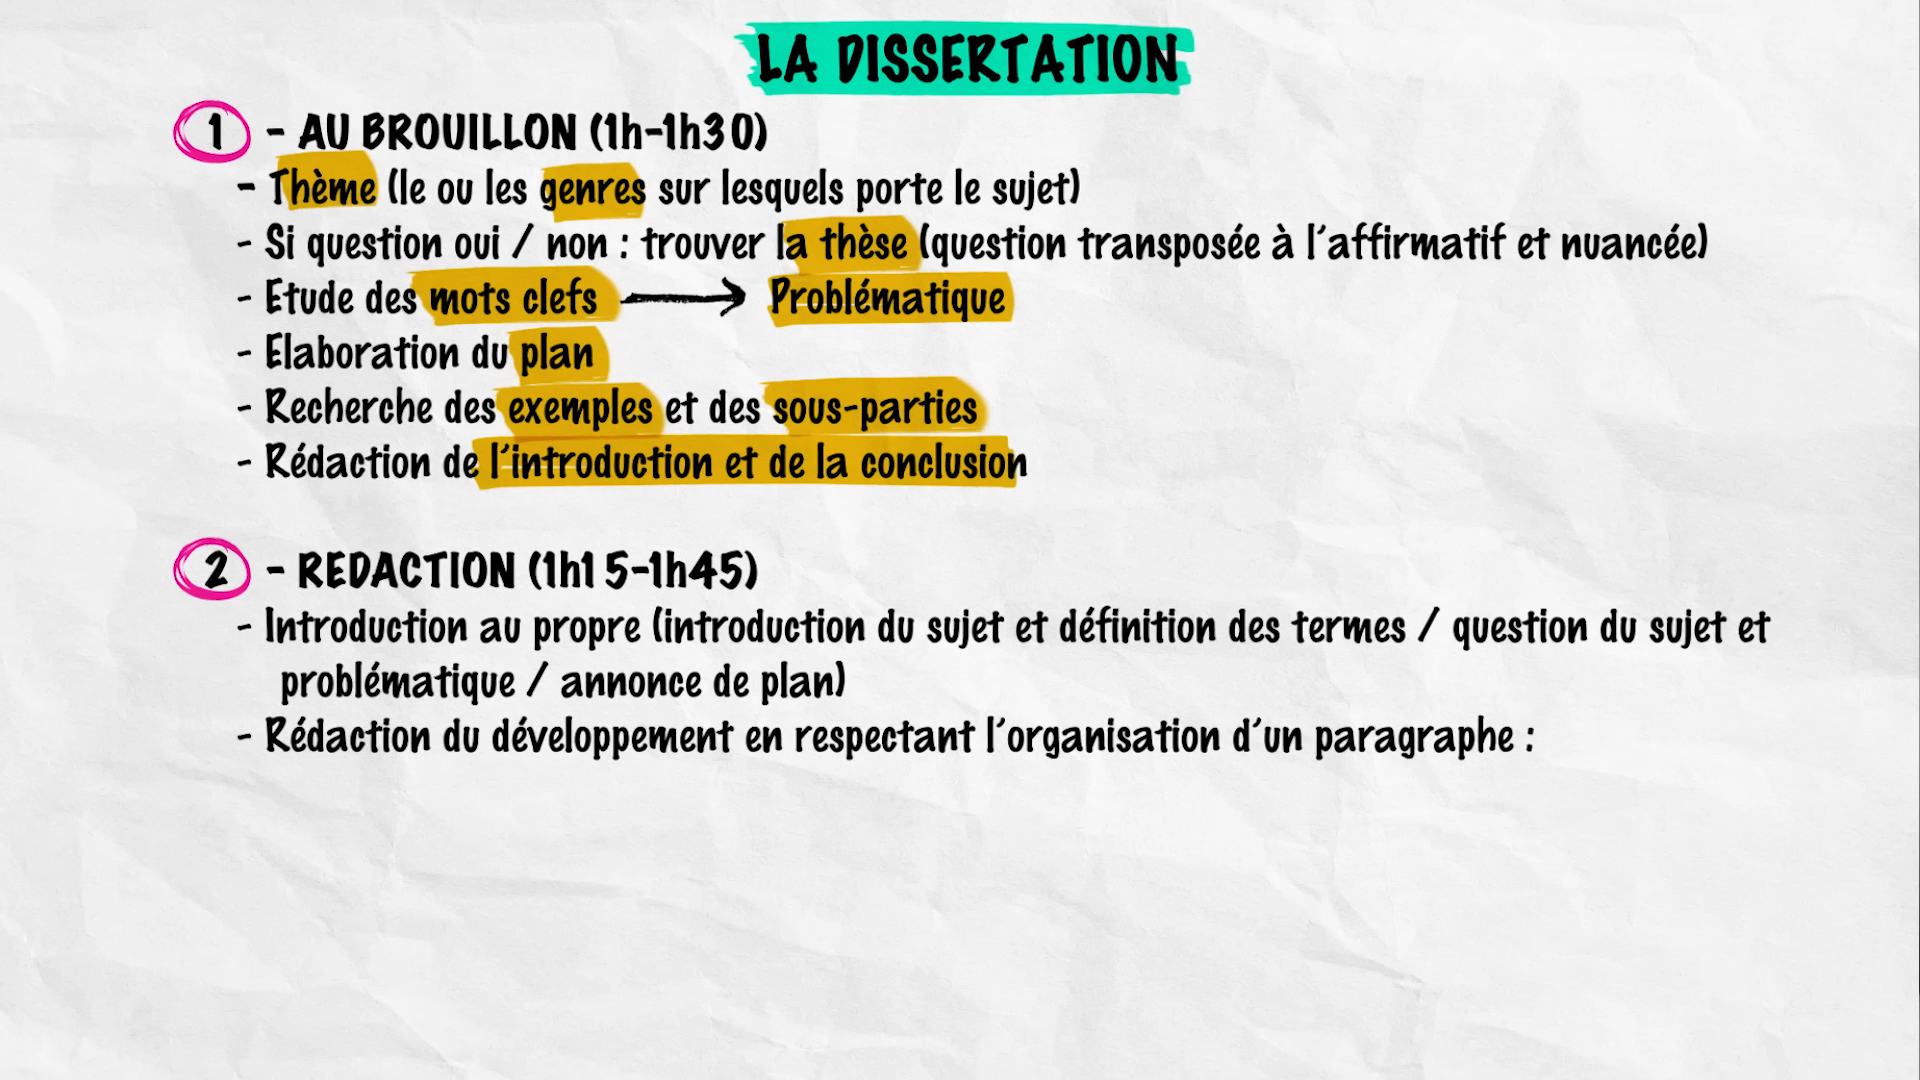 LA DISSERTATION
1 - AU BROUILLON (1h-1h30)
- Thème (le ou les genres sur lesquels porte le sujet)
- Si question oui / non : trouver la thèse (question transposée à l'affirmatif et nuancée)
- Etude des mots clefs → Problématique
- Elaboration du plan
- Recherche des exemples et des sous-parties
- Rédaction de l'introduction et de la conclusion
2 - REDACTION (1h15-1h45)
- Introduction au propre (introduction du sujet et définition des termes / question du sujet et
problématique / annonce de plan)
- Rédaction du développement en respectant l'organisation d'un paragraphe :